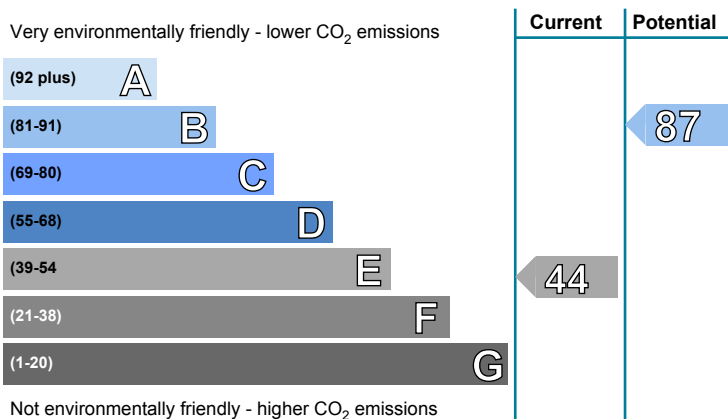 Very environmentally friendly - lower CO₂ emissions
Current
Potential
(92 plus) A
(81-91) B
87
(69-80) C
(55-68) D
(39-54 E
44
(21-38) F
(1-20) G
Not environmentally friendly - higher CO₂ emissions